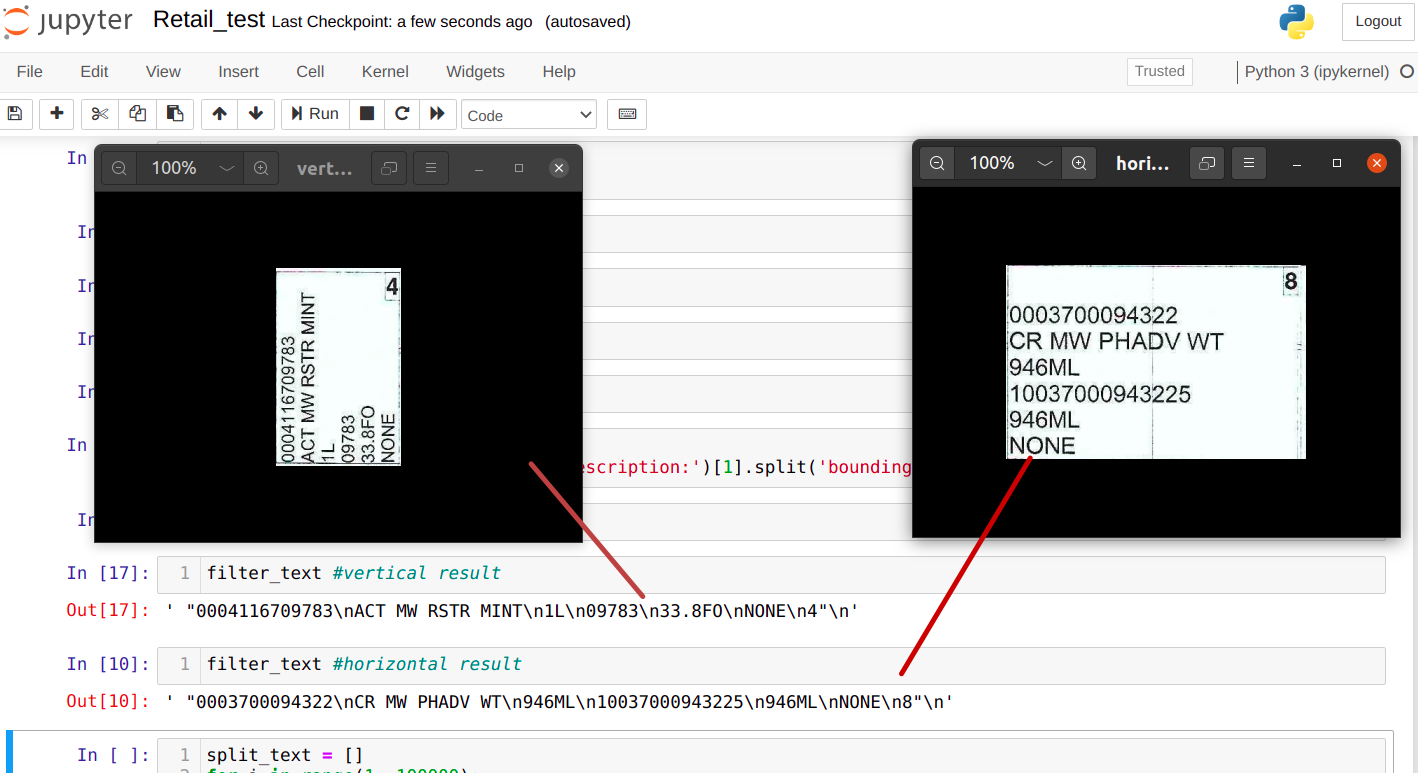 jupyter Retail_test Last Checkpoint: a few seconds ago (autosaved)
Logout
File Edit View Insert Cell Kernel Widgets Help
Trusted
Python 3 (ipykernel)
Run
Code
In
100%
vert...
100%
hori...
In
In
In
In
4
0004116709783
ACT MW RSTR MINT
1L
09783
33.8FO
NONE
8
0003700094322
CR MW PHADV WT
946ML
10037000943225
946ML
NONE
In
escription:')[1].split('bounding
In
In [17]: 1 filter_text #vertical result
Out[17]: ' "0004116709783\nACT MW RSTR MINT\n1L\n09783\n33.8FO\nNONE\n4"\n'
In [10]: 1 filter_text #horizontal result
Out[10]: ' "0003700094322\nCR MW PHADV WT\n946ML\n10037000943225\n946ML\nNONE\n8"\n'
In [ ]: 1 split_text = []